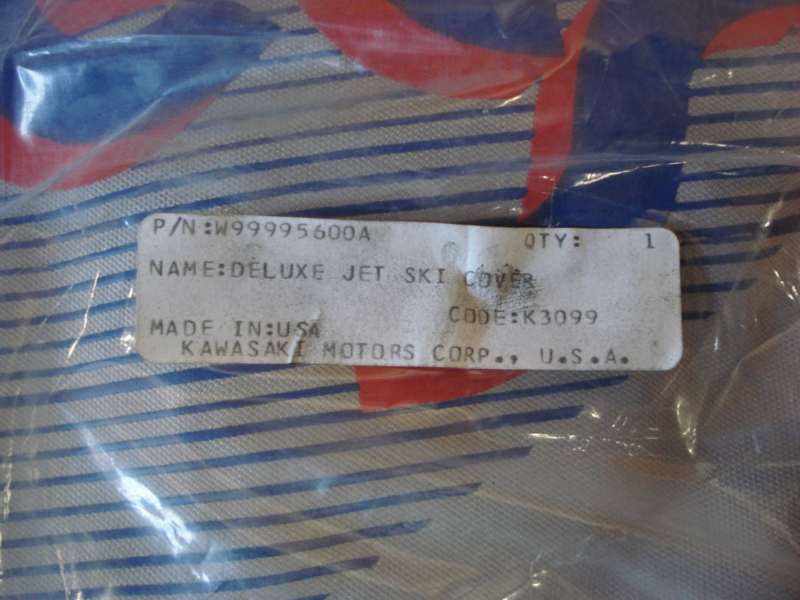 P/N:W99995600A QTY: 1
NAME:DELUXE JET SKI COVER
CODE:K3099
MADE IN:USA
KAWASAKI MOTORS CORP., U.S.A.